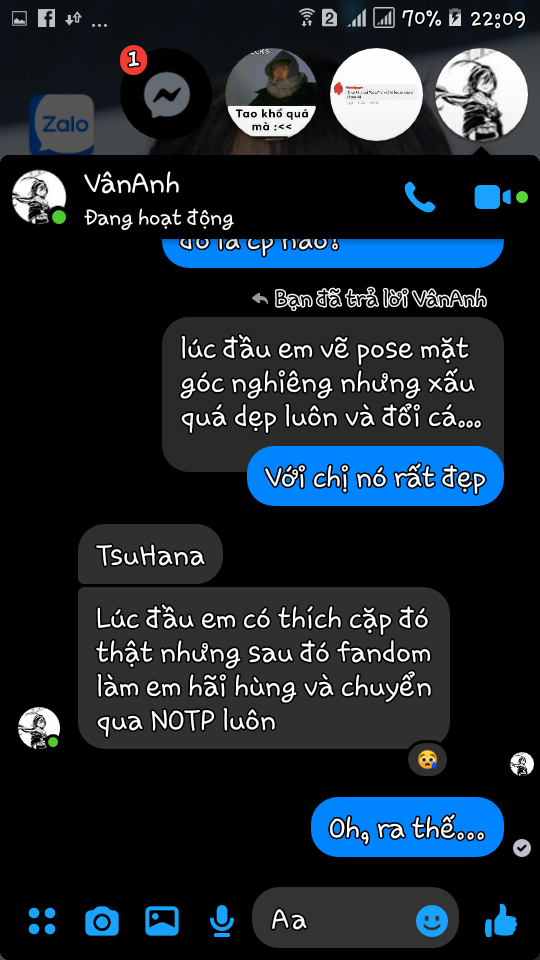 70% 22:09
1
Zalo
Tao khổ quá
mà :<<
VânAnh
Đang hoạt động
đó là cp nào?
Bạn đã trả lời VânAnh
lúc đầu em vẽ pose mặt
góc nghiêng nhưng xấu
quá dẹp luôn và đổi cá...
Với chị nó rất đẹp
TsuHana
Lúc đầu em có thích cặp đó
thật nhưng sau đó fandom
làm em hãi hùng và chuyển
qua NOTP luôn
Oh, ra thế...
Aa